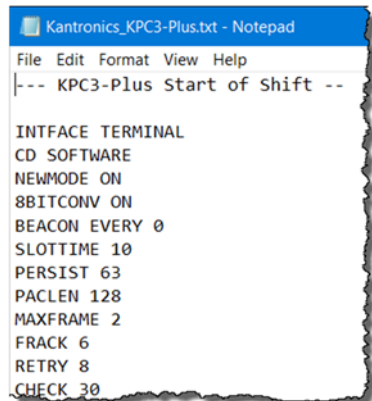 Kantronics_KPC3-Plus.txt - Notepad
File Edit Format View Help
--- KPC3-Plus Start of Shift --
INTFACE TERMINAL
CD SOFTWARE
NEWMODE ON
8BITCONV ON
BEACON EVERY 0
SLOTTIME 10
PERSIST 63
PACLEN 128
MAXFRAME 2
FRACK 6
RETRY 8
CHECK 30